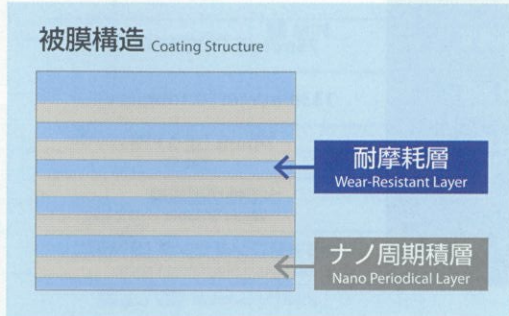 被膜構造 Coating Structure
耐摩耗層
Wear-Resistant Layer
ナノ周期積層
Nano Periodical Layer